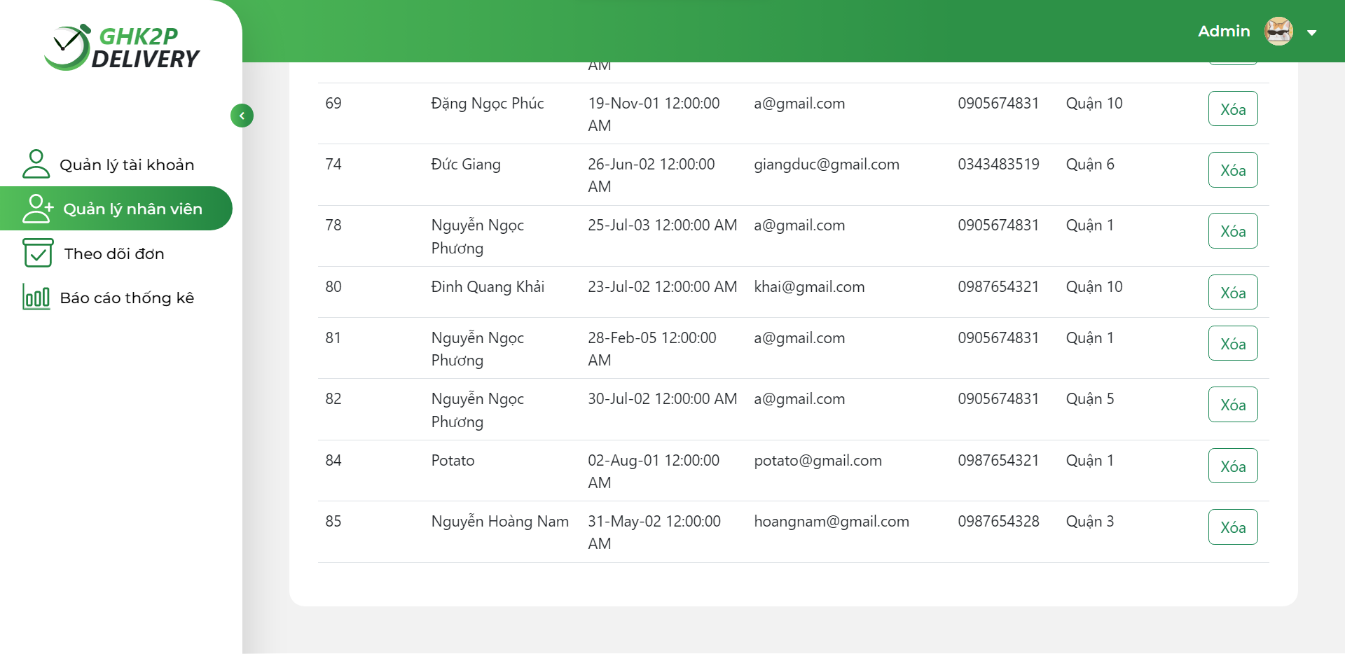 GHK2P
DELIVERY
Admin
Quản lý tài khoản
Quản lý nhân viên
Theo dõi đơn
Báo cáo thống kê
AM
69 Đặng Ngọc Phúc 19-Nov-01 12:00:00 a@gmail.com 0905674831 Quận 10 Xóa
AM
74 Đức Giang 26-Jun-02 12:00:00 giangduc@gmail.com 0343483519 Quận 6 Xóa
AM
78 Nguyễn Ngọc 25-Jul-03 12:00:00 AM a@gmail.com 0905674831 Quận 1 Xóa
Phương
80 Đinh Quang Khải 23-Jul-02 12:00:00 AM khai@gmail.com 0987654321 Quận 10 Xóa
81 Nguyễn Ngọc 28-Feb-05 12:00:00 a@gmail.com 0905674831 Quận 1 Xóa
Phương AM
82 Nguyễn Ngọc 30-Jul-02 12:00:00 AM a@gmail.com 0905674831 Quận 5 Xóa
Phương
84 Potato 02-Aug-01 12:00:00 potato@gmail.com 0987654321 Quận 1 Xóa
AM
85 Nguyễn Hoàng Nam 31-May-02 12:00:00 hoangnam@gmail.com 0987654328 Quận 3 Xóa
AM